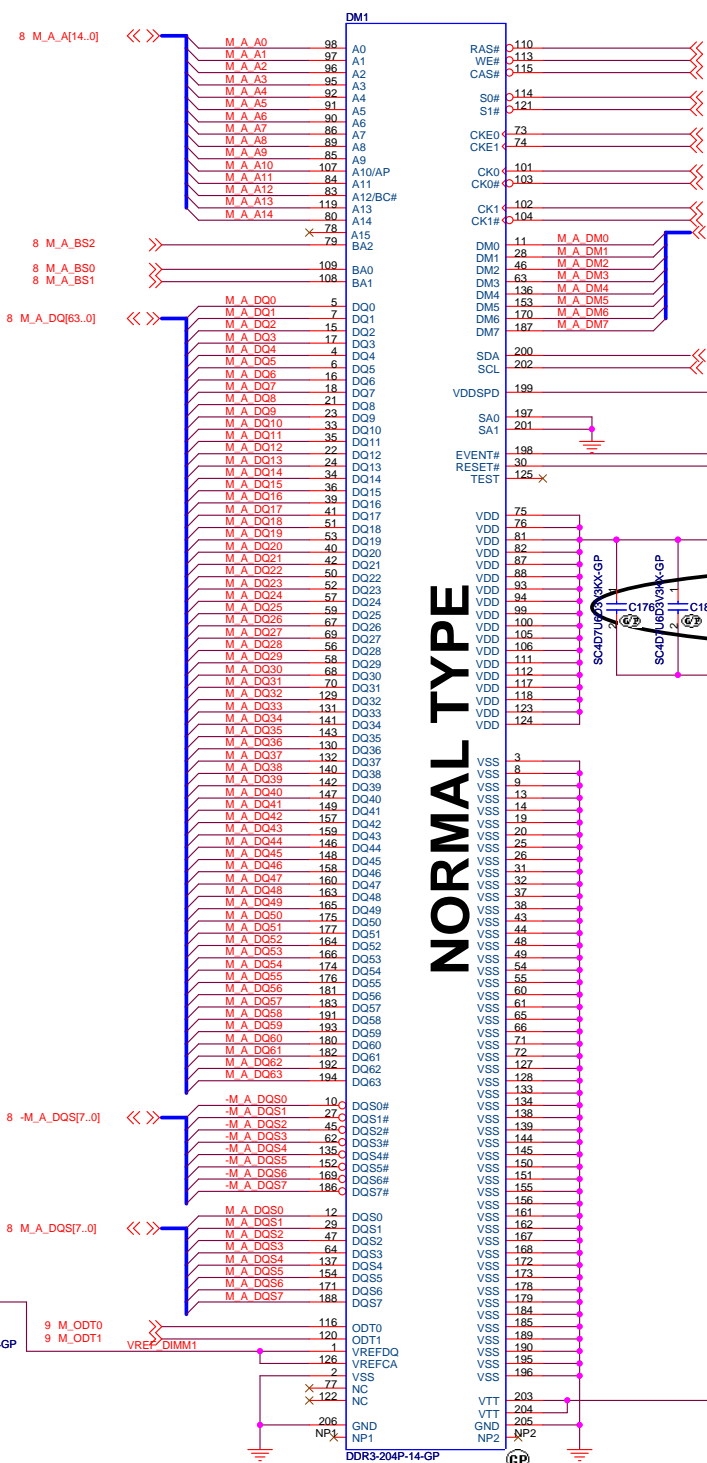 DM1
8 M_A_A[14..0]
M_A_A0 98 A0
M_A_A1 97 A1
M_A_A2 96 A2
M_A_A3 95 A3
M_A_A4 92 A4
M_A_A5 91 A5
M_A_A6 90 A6
M_A_A7 86 A7
M_A_A8 89 A8
M_A_A9 85 A9
M_A_A10 107 A10/AP
M_A_A11 84 A11
M_A_A12 83 A12/BC#
M_A_A13 119 A13
M_A_A14 80 A14
78 A15
8 M_A_BS2 79 BA2
8 M_A_BS0 109 BA0
8 M_A_BS1 108 BA1
8 M_A_DQ[63..0]
M_A_DQ0 5 DQ0
M_A_DQ1 7 DQ1
M_A_DQ2 15 DQ2
M_A_DQ3 17 DQ3
M_A_DQ4 4 DQ4
M_A_DQ5 6 DQ5
M_A_DQ6 16 DQ6
M_A_DQ7 18 DQ7
M_A_DQ8 21 DQ8
M_A_DQ9 23 DQ9
M_A_DQ10 33 DQ10
M_A_DQ11 35 DQ11
M_A_DQ12 22 DQ12
M_A_DQ13 24 DQ13
M_A_DQ14 34 DQ14
M_A_DQ15 36 DQ15
M_A_DQ16 39 DQ16
M_A_DQ17 41 DQ17
M_A_DQ18 51 DQ18
M_A_DQ19 53 DQ19
M_A_DQ20 40 DQ20
M_A_DQ21 42 DQ21
M_A_DQ22 50 DQ22
M_A_DQ23 52 DQ23
M_A_DQ24 57 DQ24
M_A_DQ25 59 DQ25
M_A_DQ26 67 DQ26
M_A_DQ27 69 DQ27
M_A_DQ28 56 DQ28
M_A_DQ29 58 DQ29
M_A_DQ30 68 DQ30
M_A_DQ31 70 DQ31
M_A_DQ32 129 DQ32
M_A_DQ33 131 DQ33
M_A_DQ34 141 DQ34
M_A_DQ35 143 DQ35
M_A_DQ36 130 DQ36
M_A_DQ37 132 DQ37
M_A_DQ38 140 DQ38
M_A_DQ39 142 DQ39
M_A_DQ40 147 DQ40
M_A_DQ41 149 DQ41
M_A_DQ42 157 DQ42
M_A_DQ43 159 DQ43
M_A_DQ44 146 DQ44
M_A_DQ45 148 DQ45
M_A_DQ46 158 DQ46
M_A_DQ47 160 DQ47
M_A_DQ48 163 DQ48
M_A_DQ49 165 DQ49
M_A_DQ50 175 DQ50
M_A_DQ51 177 DQ51
M_A_DQ52 164 DQ52
M_A_DQ53 166 DQ53
M_A_DQ54 174 DQ54
M_A_DQ55 176 DQ55
M_A_DQ56 181 DQ56
M_A_DQ57 183 DQ57
M_A_DQ58 191 DQ58
M_A_DQ59 193 DQ59
M_A_DQ60 180 DQ60
M_A_DQ61 182 DQ61
M_A_DQ62 192 DQ62
M_A_DQ63 194 DQ63
8 -M_A_DQS[7..0]
-M_A_DQS0 10 DQS0#
-M_A_DQS1 27 DQS1#
-M_A_DQS2 45 DQS2#
-M_A_DQS3 62 DQS3#
-M_A_DQS4 135 DQS4#
-M_A_DQS5 152 DQS5#
-M_A_DQS6 169 DQS6#
-M_A_DQS7 186 DQS7#
8 M_A_DQS[7..0]
M_A_DQS0 12 DQS0
M_A_DQS1 29 DQS1
M_A_DQS2 47 DQS2
M_A_DQS3 64 DQS3
M_A_DQS4 137 DQS4
M_A_DQS5 154 DQS5
M_A_DQS6 171 DQS6
M_A_DQS7 188 DQS7
9 M_ODT0 116 ODT0
9 M_ODT1 120 ODT1
-GP
VREF_DIMM1 1 VREFDQ
126 VREFCA
2 VSS
77 NC
122 NC
206 GND
NP1 NP1
DDR3-204P-14-GP
NORMAL TYPE
RAS# 110
WE# 113
CAS# 115
S0# 114
S1# 121
CKE0 73
CKE1 74
CK0 101
CK0# 103
CK1 102
CK1# 104
DM0 11 M_A_DM0
DM1 28 M_A_DM1
DM2 46 M_A_DM2
DM3 63 M_A_DM3
DM4 136 M_A_DM4
DM5 153 M_A_DM5
DM6 170 M_A_DM6
DM7 187 M_A_DM7
SDA 200
SCL 202
VDDSPD 199
SA0 197
SA1 201
EVENT# 198
RESET# 30
TEST 125
VDD 75
VDD 76
VDD 81
VDD 82
VDD 87
VDD 88
VDD 93
VDD 94
VDD 99
VDD 100
VDD 105
VDD 106
VDD 111
VDD 112
VDD 117
VDD 118
VDD 123
VDD 124
SC4D7U6D3V3KX-GP
1 C176 2
G/P
SC4D7U6D3V3KX-GP
1 C18 2
G/P
VSS 3
VSS 8
VSS 9
VSS 13
VSS 14
VSS 19
VSS 20
VSS 25
VSS 26
VSS 31
VSS 32
VSS 37
VSS 38
VSS 43
VSS 44
VSS 48
VSS 49
VSS 54
VSS 55
VSS 60
VSS 61
VSS 65
VSS 66
VSS 71
VSS 72
VSS 127
VSS 128
VSS 133
VSS 134
VSS 138
VSS 139
VSS 144
VSS 145
VSS 150
VSS 151
VSS 155
VSS 156
VSS 161
VSS 162
VSS 167
VSS 168
VSS 172
VSS 173
VSS 178
VSS 179
VSS 184
VSS 185
VSS 189
VSS 190
VSS 195
VSS 196
VTT 203
VTT 204
GND 205
NP2 NP2
GP